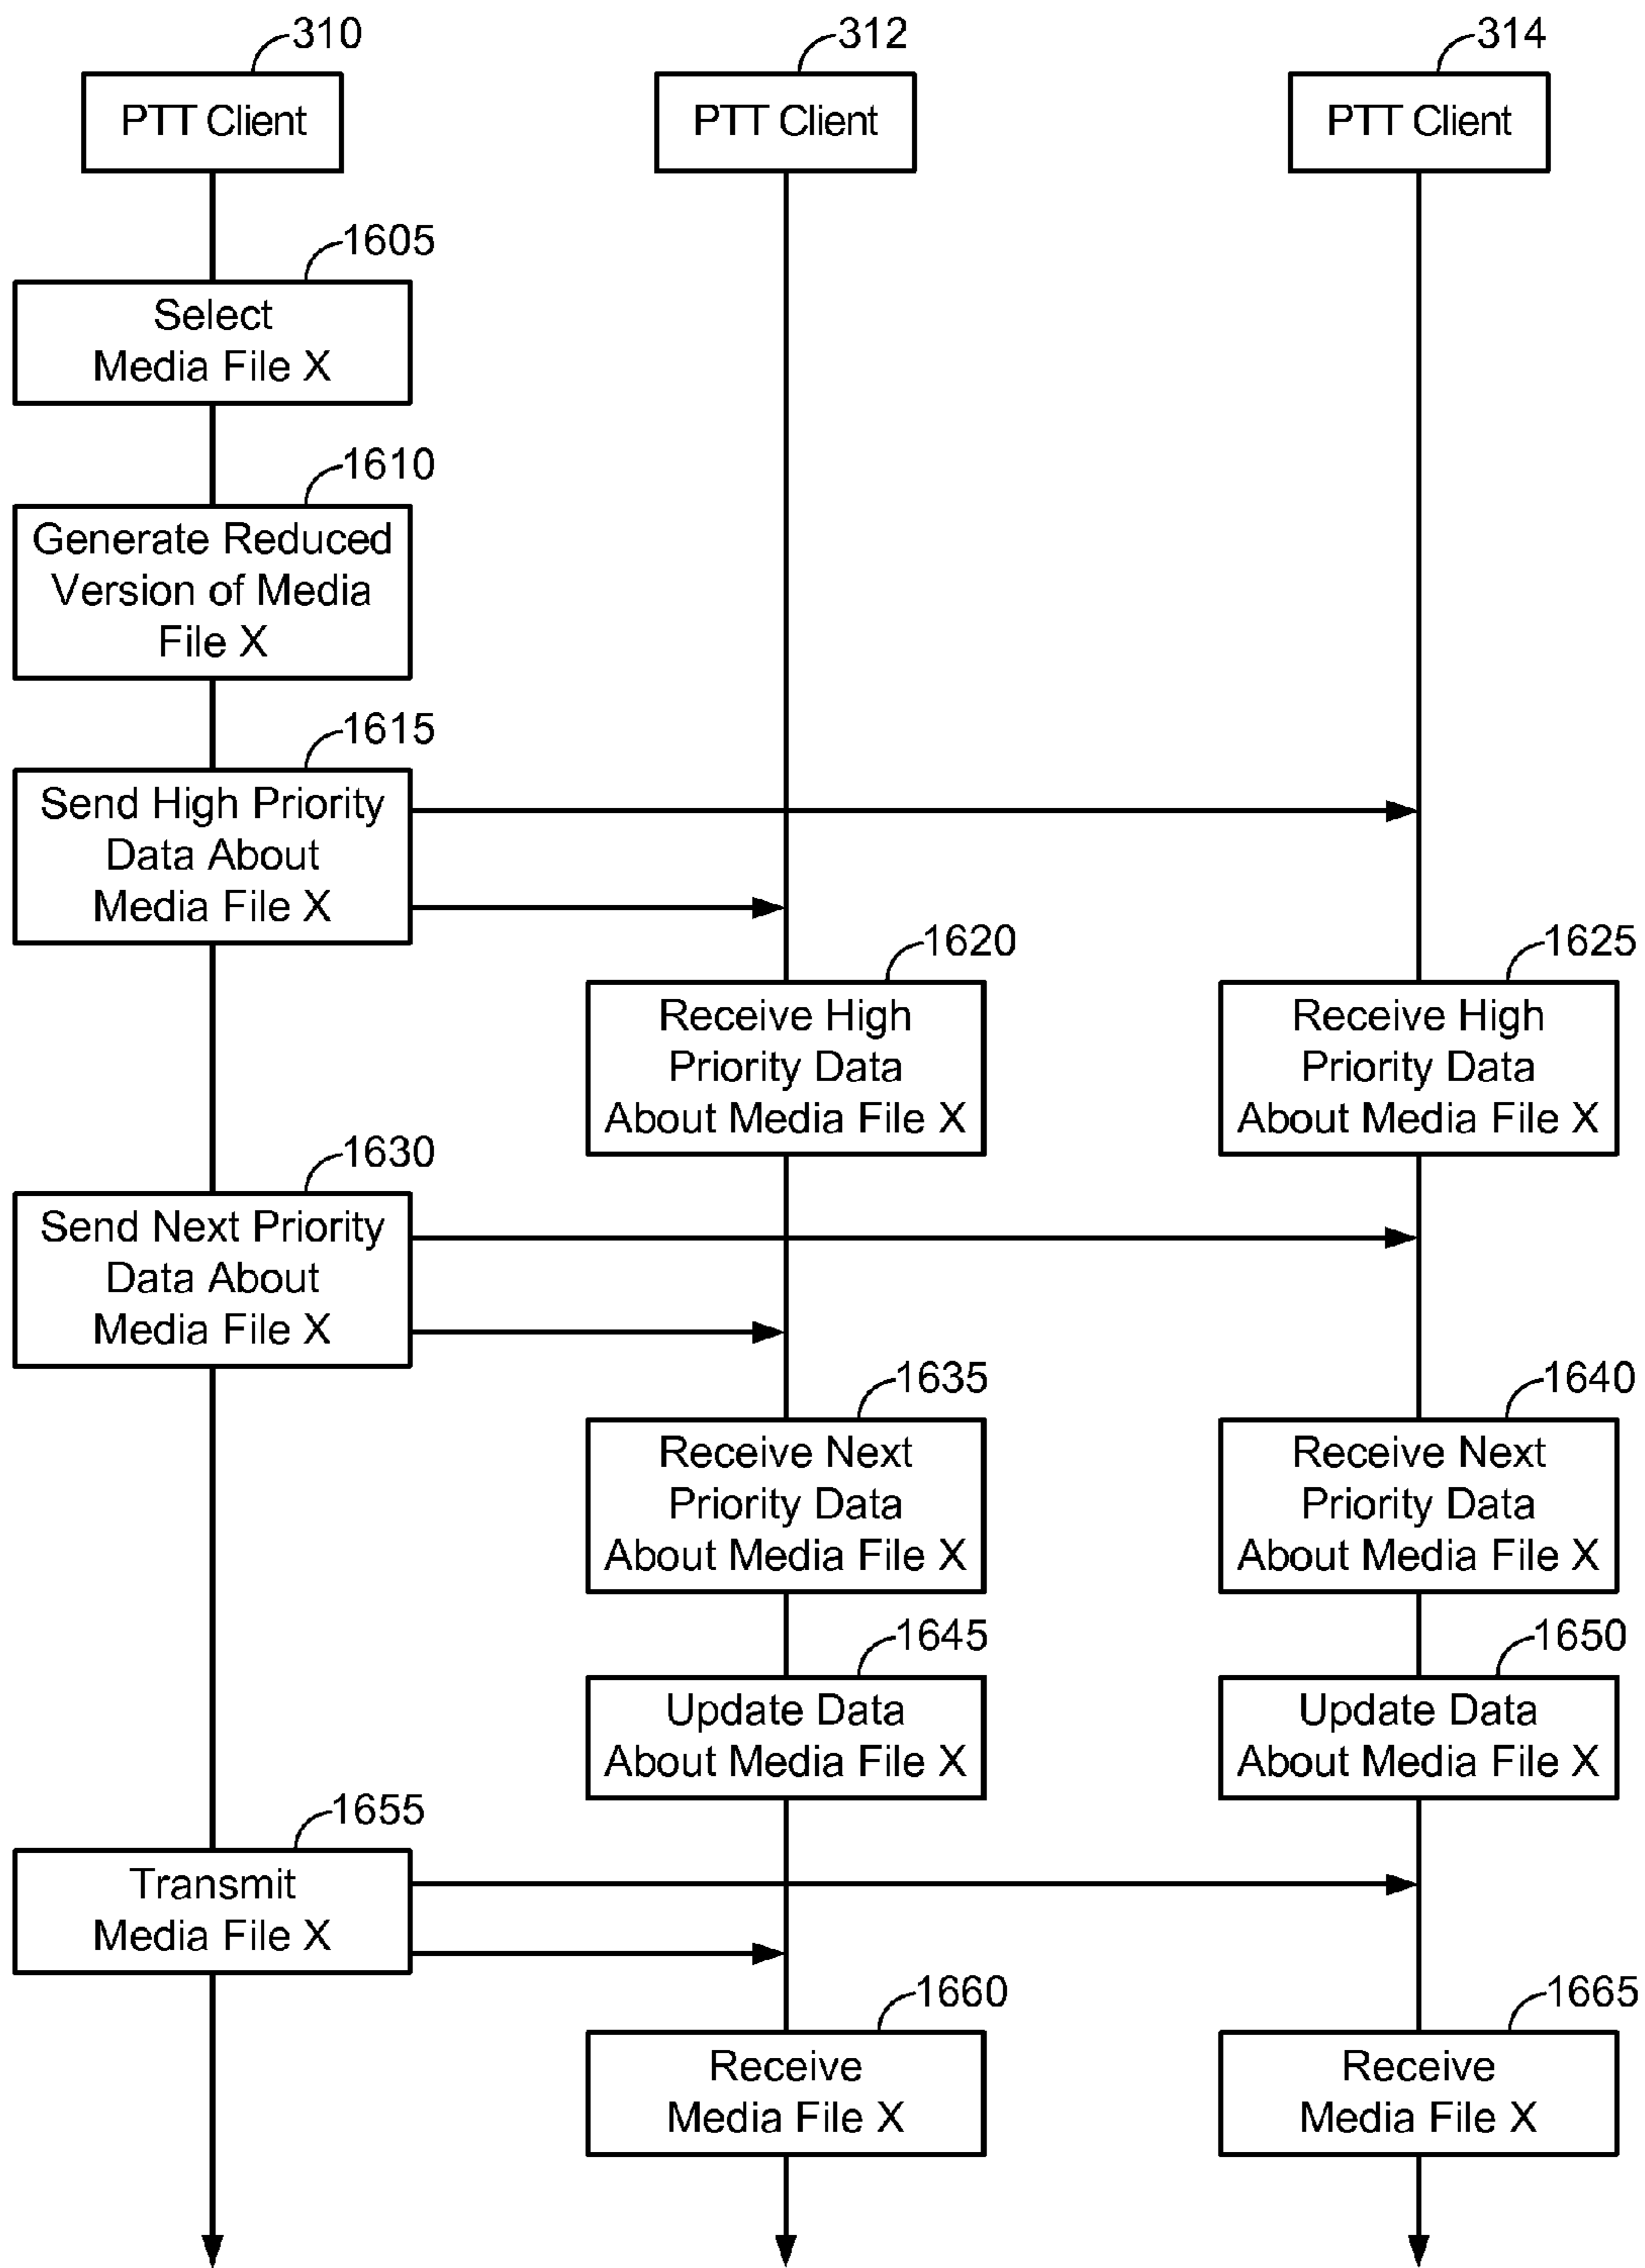 310
312
314
PTT Client
PTT Client
PTT Client
1605
Select
Media File X
1610
Generate Reduced
Version of Media
File X
1615
Send High Priority
Data About
Media File X
1620
Receive High
Priority Data
About Media File X
1625
Receive High
Priority Data
About Media File X
1630
Send Next Priority
Data About
Media File X
1635
Receive Next
Priority Data
About Media File X
1640
Receive Next
Priority Data
About Media File X
1645
Update Data
About Media File X
1650
Update Data
About Media File X
1655
Transmit
Media File X
1660
Receive
Media File X
1665
Receive
Media File X